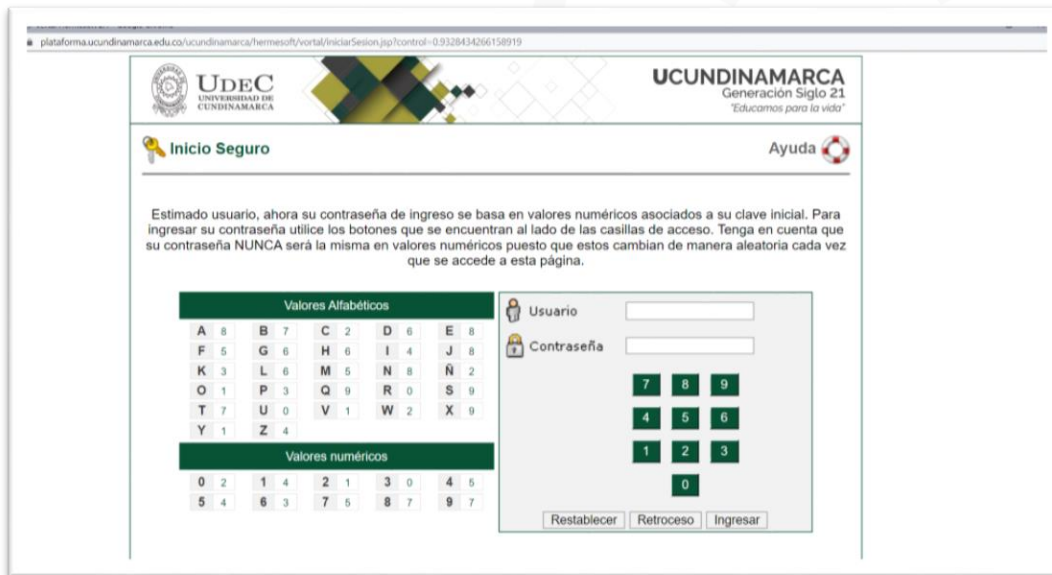 plataforma.ucundinamarca.edu.co/ucundinamarca/hermesoft/vortal/iniciarSesion.jsp?control=0.9328434266158919
UDEC
UNIVERSIDAD DE
CUNDINAMARCA
UCUNDINAMARCA
Generación Siglo 21
"Educamos para la vida"
Inicio Seguro
Ayuda
Estimado usuario, ahora su contraseña de ingreso se basa en valores numéricos asociados a su clave inicial. Para
ingresar su contraseña utilice los botones que se encuentran al lado de las casillas de acceso. Tenga en cuenta que
su contraseña NUNCA será la misma en valores numéricos puesto que estos cambian de manera aleatoria cada vez
que se accede a esta página.
Valores Alfabéticos
A 8 B 7 C 2 D 6 E 8
F 5 G 6 H 6 I 4 J 8
K 3 L 6 M 5 N 8 Ñ 2
O 1 P 3 Q 9 R 0 S 9
T 7 U 0 V 1 W 2 X 9
Y 1 Z 4
Valores numéricos
0 2 1 4 2 1 3 0 4 5
5 4 6 3 7 5 8 7 9 7
Usuario
Contraseña
7 8 9
4 5 6
1 2 3
0
Restablecer Retroceso Ingresar